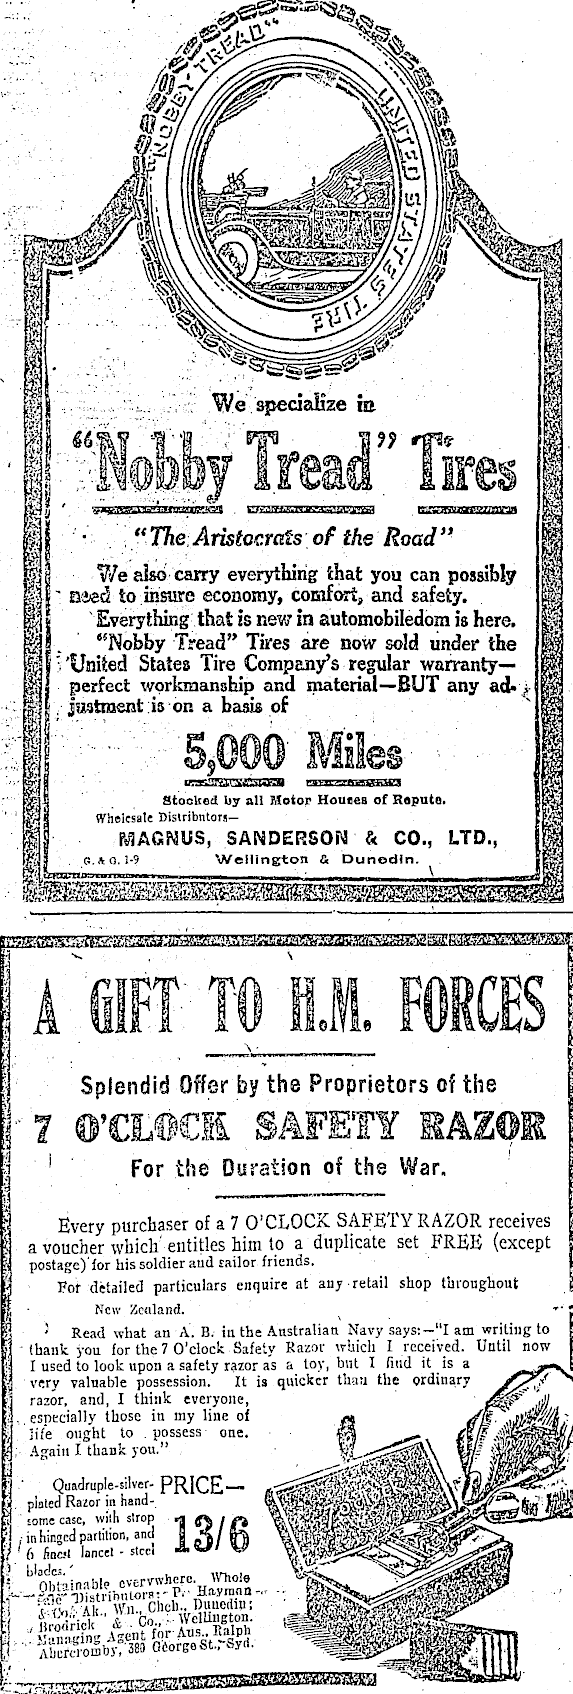 "NOBBY TREAD"
UNITED STATES TIRE
We specialize in
"Nobby Tread" Tires
"The Aristocrats of the Road"
We also carry everything that you can possibly
need to insure economy, comfort, and safety.
Everything that is new in automobiledom is here.
"Nobby Tread" Tires are now sold under the
United States Tire Company's regular warranty—
perfect workmanship and material—BUT any ad-
justment is on a basis of
5,000 Miles
Stocked by all Motor Houses of Repute.
Wholesale Distributors—
MAGNUS, SANDERSON & CO., LTD.,
G. & G. 1-9 Wellington & Dunedin.
A GIFT TO H.M. FORCES
Splendid Offer by the Proprietors of the
7 O'CLOCK SAFETY RAZOR
For the Duration of the War.
Every purchaser of a 7 O'CLOCK SAFETY RAZOR receives
a voucher which entitles him to a duplicate set FREE (except
postage) for his soldier and sailor friends.
For detailed particulars enquire at any retail shop throughout
New Zealand.
Read what an A. B. in the Australian Navy says:—"I am writing to
thank you for the 7 O'clock Safety Razor which I received. Until now
I used to look upon a safety razor as a toy, but I find it is a
very valuable possession. It is quicker than the ordinary
razor, and, I think everyone,
especially those in my line of
life ought to possess one.
Again I thank you."
Quadruple-silver-
plated Razor in hand-
some case, with strop
in hinged partition, and
6 finest lancet-steel
blades.
PRICE—
13/6
Obtainable everywhere. Whole
sale Distributors:- P. Hayman
& Co., Ak., Wn., Chch., Dunedin;
Brodrick & Co., Wellington.
Managing Agent for Aus., Ralph
Abercromby, 389 George St., Syd.
7 O'CLOCK